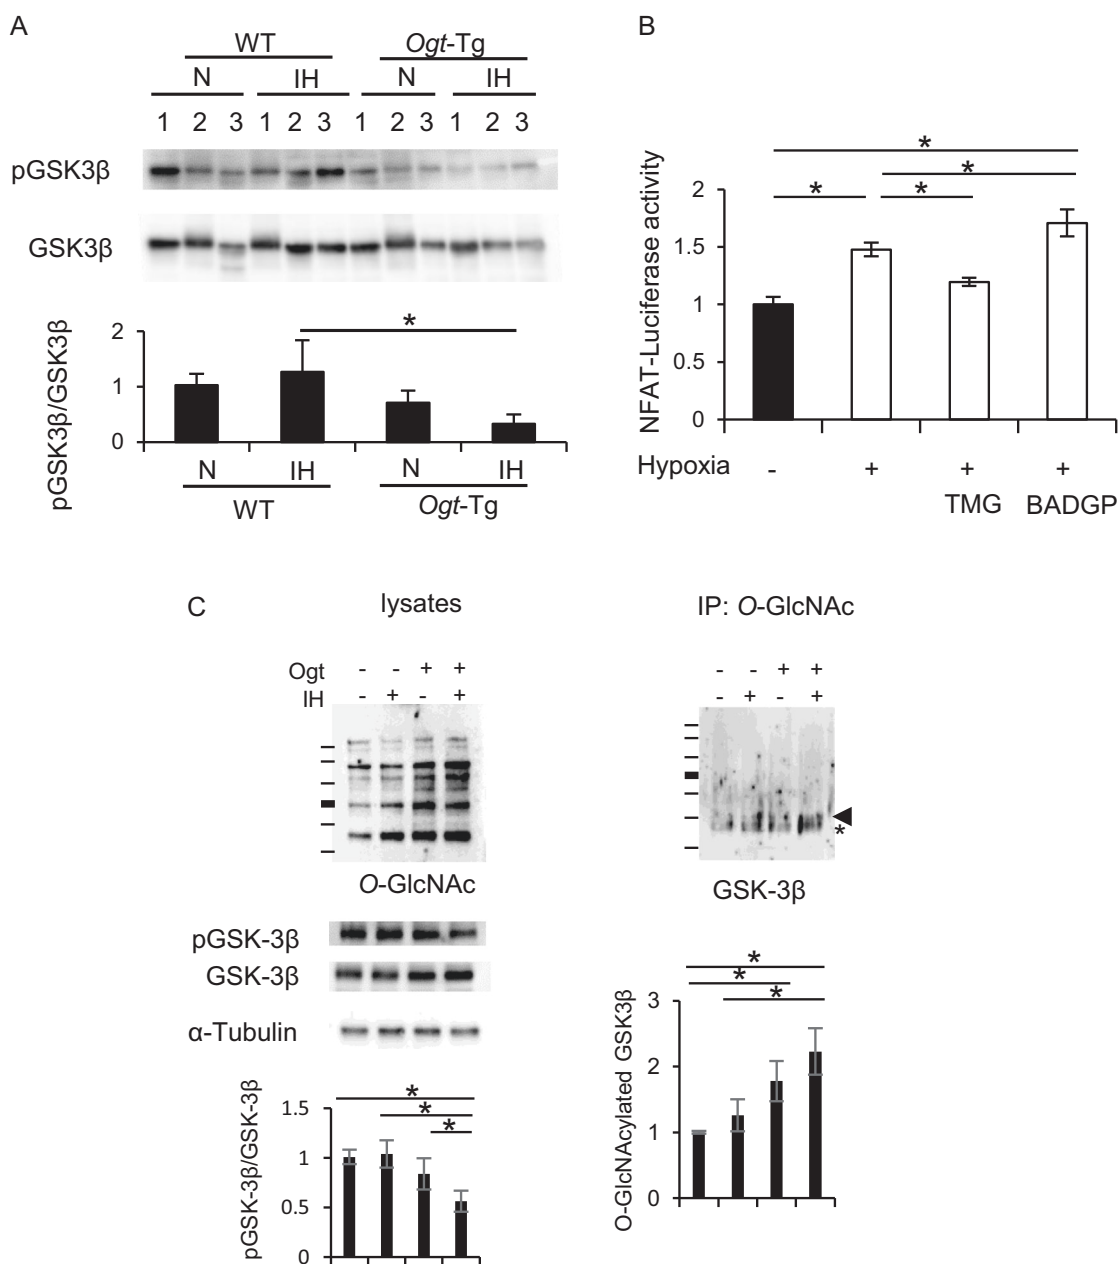 A
WT Ogt-Tg
N IH N IH
1 2 3 1 2 3 1 2 3 1 2 3
pGSK3β
GSK3β
pGSK3β/GSK3β
2
1
0
*
N IH N IH
WT Ogt-Tg
B
NFAT-Luciferase activity
2
1.5
1
0.5
0
* * * *
Hypoxia - + + +
TMG BADGP
C
lysates
Ogt - - + +
IH - + - +
O-GlcNAc
pGSK-3β
GSK-3β
α-Tubulin
pGSK-3β/GSK-3β
1.5
1
0.5
0
* * *
IP: O-GlcNAc
- - + +
- + - +
*
GSK-3β
O-GlcNAcylated GSK3β
3
2
1
0
* * *